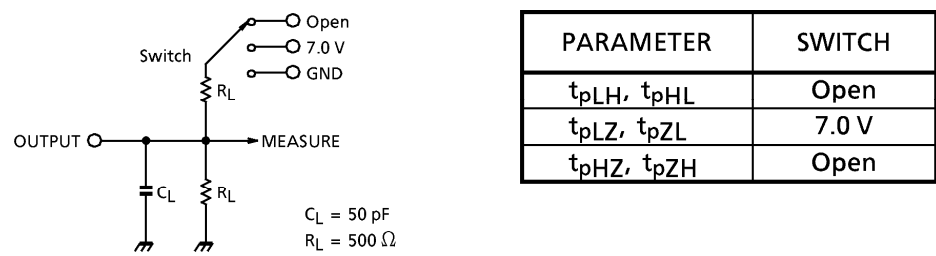 Open
7.0 V
GND
Switch
RL
OUTPUT
MEASURE
CL
RL
CL = 50 pF
RL = 500 Ω
PARAMETER SWITCH
tpLH, tpHL Open
tpLZ, tpZL 7.0 V
tpHZ, tpZH Open